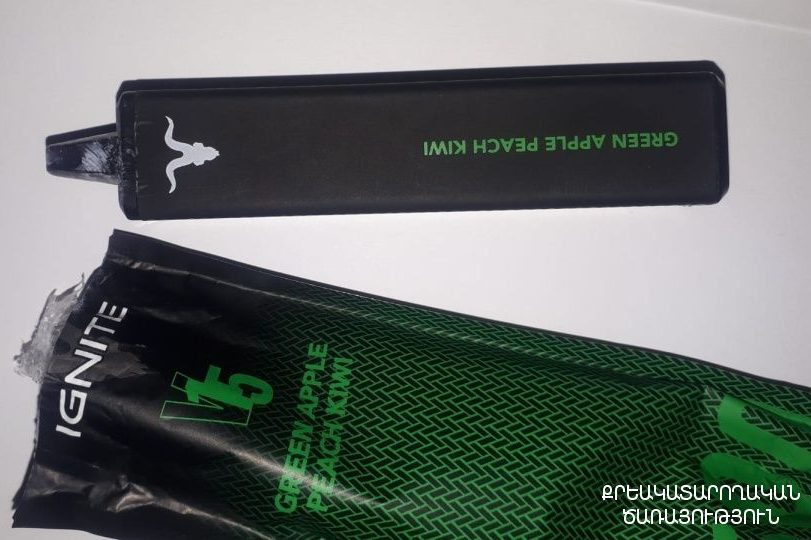 GREEN APPLE PEACH KIWI
IGNITE
V15
GREEN APPLE
PEACH KIWI
ՔՐԵԱԿԱՏԱՐՈՂԱԿԱՆ
ԾԱՌԱՅՈՒԹՅՈՒՆ